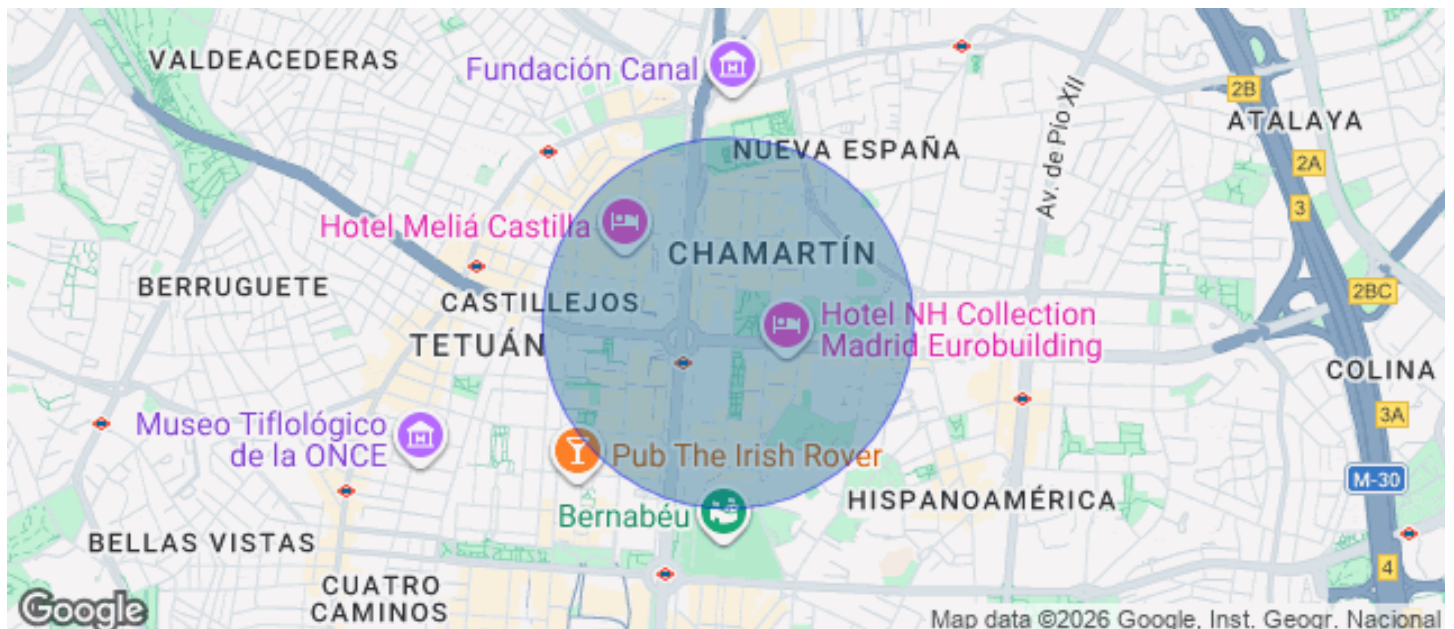 VALDEACEDERAS
Fundación Canal
Av. de Pío XII
2B
ATALAYA
NUEVA ESPAÑA
2A
Hotel Meliá Castilla
3
CHAMARTÍN
BERRUGUETE
2BC
CASTILLEJOS
Hotel NH Collection
Madrid Eurobuilding
TETUÁN
COLINA
3A
Museo Tiflológico
de la ONCE
Pub The Irish Rover
M-30
HISPANOAMÉRICA
Bernabéu
BELLAS VISTAS
4
CUATRO
CAMINOS
Google
Map data ©2026 Google, Inst. Geogr. Nacional